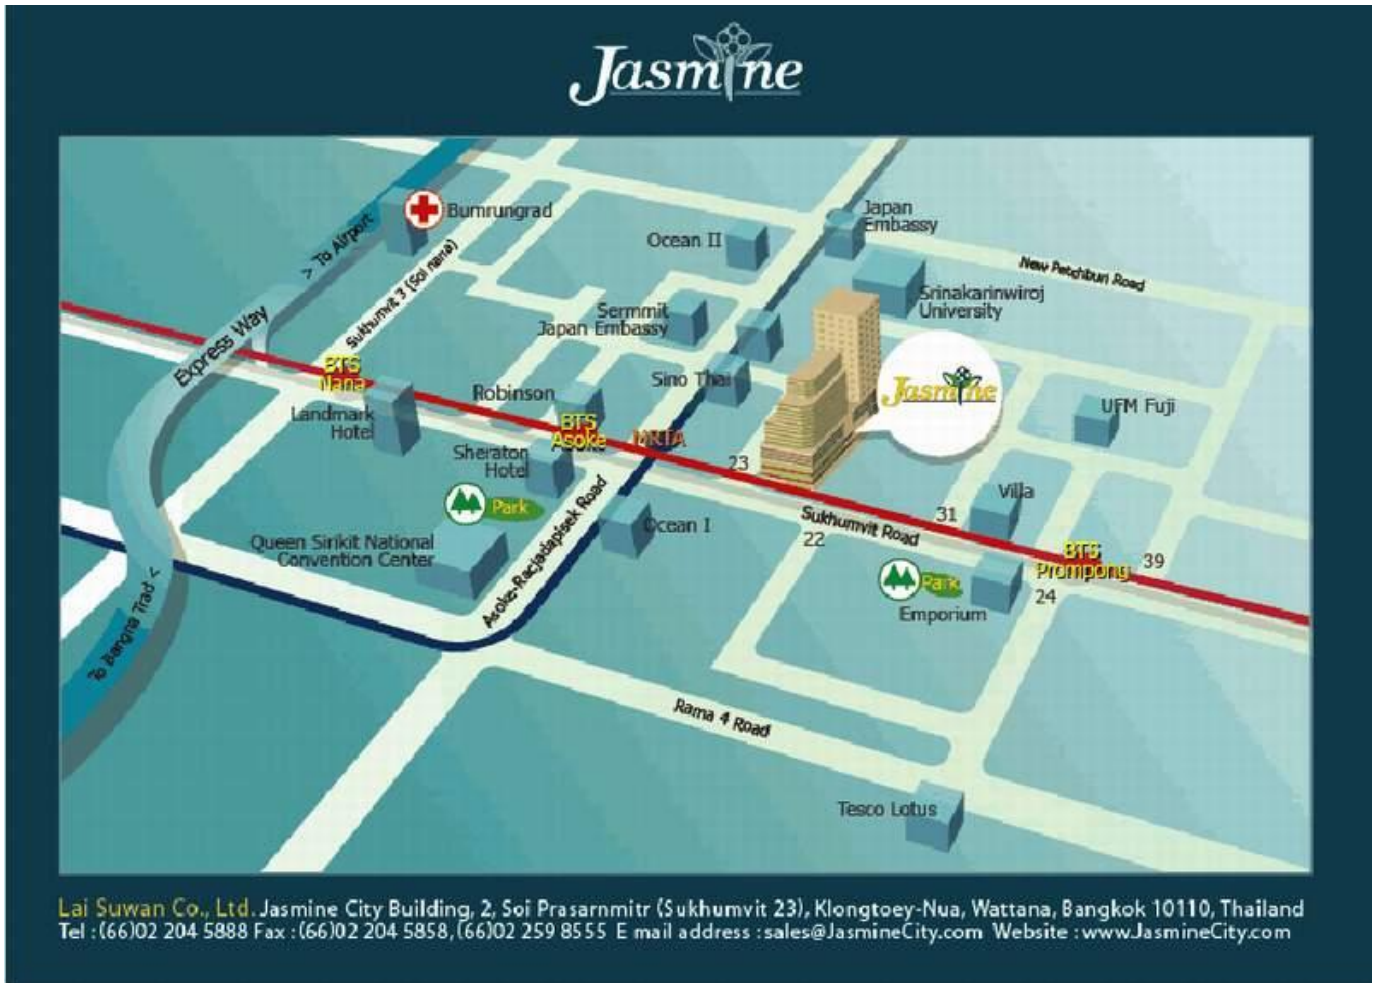 Jasmine
Bumrungrad
Japan
Embassy
> To Airport
Ocean II
Sukhumvit 3 (Soi nana)
New Petchburi Road
Srinakarinwiroj
University
Sermmit
Japan Embassy
Express Way
BTS
Nana
Sino Thai
Jasmine
Robinson
Landmark
Hotel
UFM Fuji
BTS
Asoke
MRTA
Sheraton
Hotel
23
Villa
Park
Sukhumvit Road
31
22
Ocean I
Asoke-Racjadapisek Road
Queen Sirikit National
Convention Center
BTS
Prompong
39
Park
24
Emporium
To Bangna Trad <
Rama 4 Road
Tesco Lotus
Lai Suwan Co., Ltd. Jasmine City Building, 2, Soi Prasarnmitr (Sukhumvit 23), Klongtoey-Nua, Wattana, Bangkok 10110, Thailand
Tel :(66)02 204 5888 Fax :(66)02 204 5858,(66)02 259 8555 E mail address :sales@JasmineCity.com Website :www.JasmineCity.com